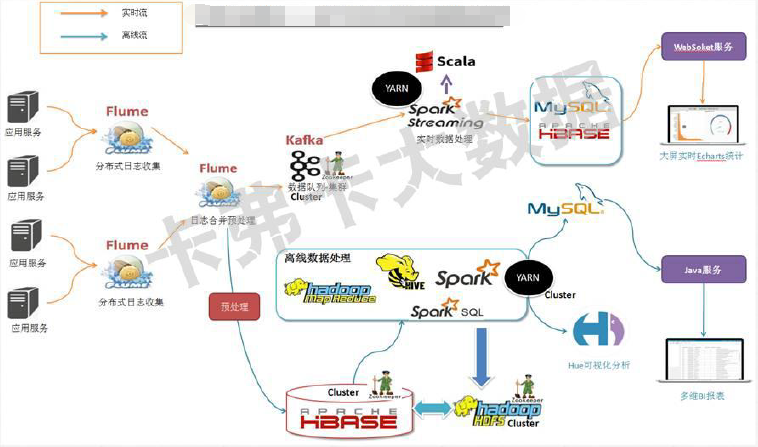 实时流
离线流
应用服务
应用服务
应用服务
应用服务
Flume
分布式日志收集
Flume
分布式日志收集
Flume
日志合并预处理
Kafka
Zookeeper
数据队列-集群
Cluster
YARN
Scala
Spark
Streaming
实时数据处理
MySQL
APACHE
HBASE
WebSoket服务
大屏实时Echarts统计
卡弗卡大数据
MySQL
Java服务
多维BI报表
离线数据处理
HIVE
Spark
hadoop
Map Reduce
Spark SQL
YARN
Cluster
Hue可视化分析
预处理
Cluster
Zookeeper
APACHE
HBASE
Zookeeper
hadoop
HDFS
Cluster